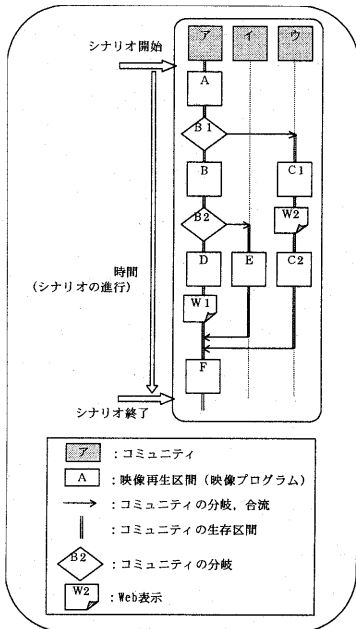 シナリオ開始
ア
イ
ウ
A
B1
B
C1
B2
W2
D
E
C2
W1
時間
(シナリオの進行)
F
シナリオ終了
ア
：コミュニティ
A
：映像再生区間（映像プログラム）
：コミュニティの分岐，合流
：コミュニティの生存区間
B2
：コミュニティの分岐
W2
：Web表示